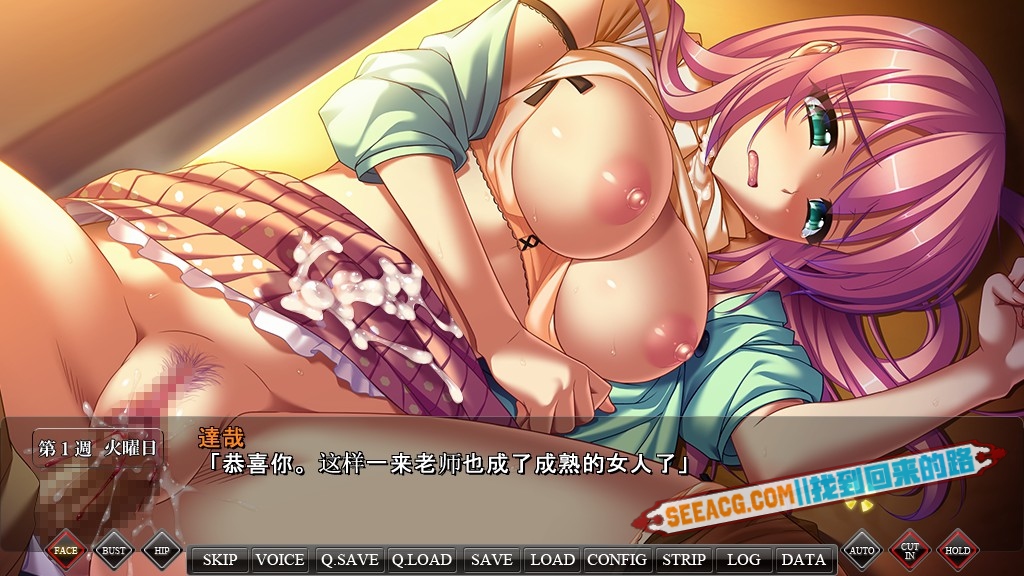 第1週 火曜日
達哉
「恭喜你。这样一来老师也成了成熟的女人了」
SEEACG.COM||找到回来的路
FACE BUST HIP SKIP VOICE Q.SAVE Q.LOAD SAVE LOAD CONFIG STRIP LOG DATA AUTO CUT IN HOLD